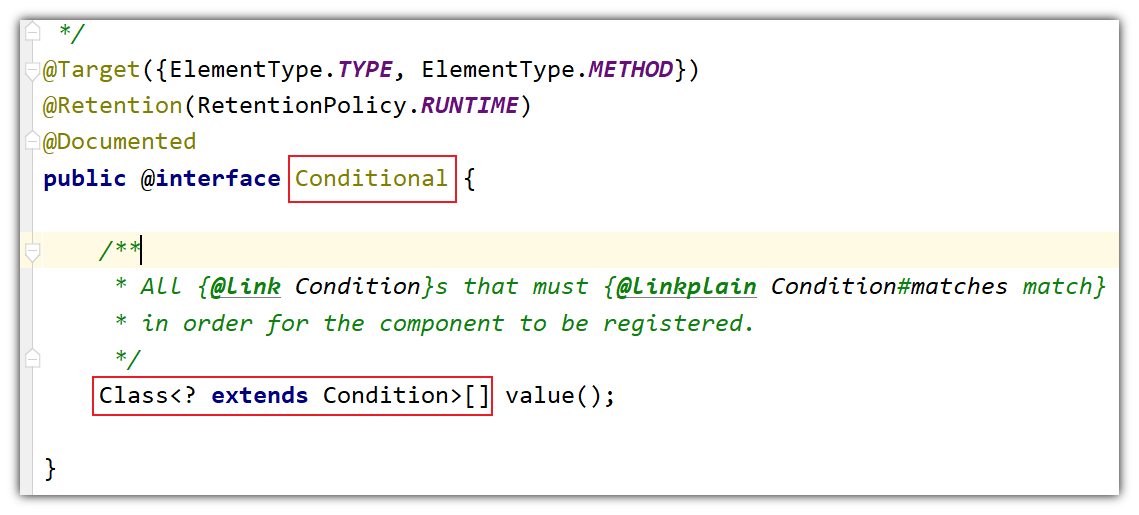 */
@Target({ElementType.TYPE, ElementType.METHOD})
@Retention(RetentionPolicy.RUNTIME)
@Documented
public @interface Conditional {
/**
* All {@link Condition}s that must {@linkplain Condition#matches match}
* in order for the component to be registered.
*/
Class<? extends Condition>[] value();
}